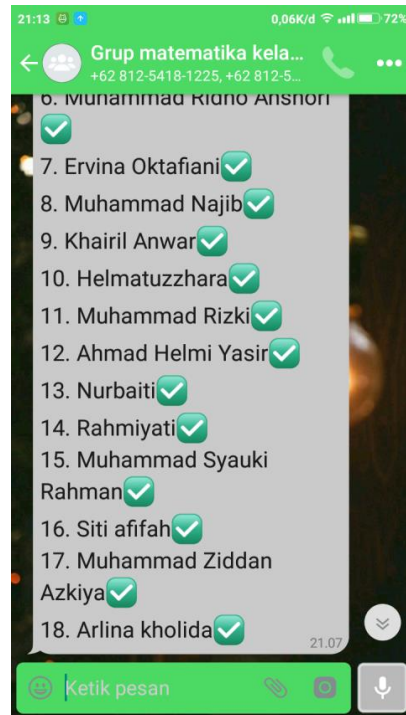 21:13 0,06K/d 72%
Grup matematika kela...
+62 812-5418-1225, +62 812-5...
6. Muhammad Ridho Anshori
✅
7. Ervina Oktafiani✅
8. Muhammad Najib✅
9. Khairil Anwar✅
10. Helmatuzzhara✅
11. Muhammad Rizki✅
12. Ahmad Helmi Yasir✅
13. Nurbaiti✅
14. Rahmiyati✅
15. Muhammad Syauki
Rahman✅
16. Siti afifah✅
17. Muhammad Ziddan
Azkiya✅
18. Arlina kholida✅
21.07
Ketik pesan